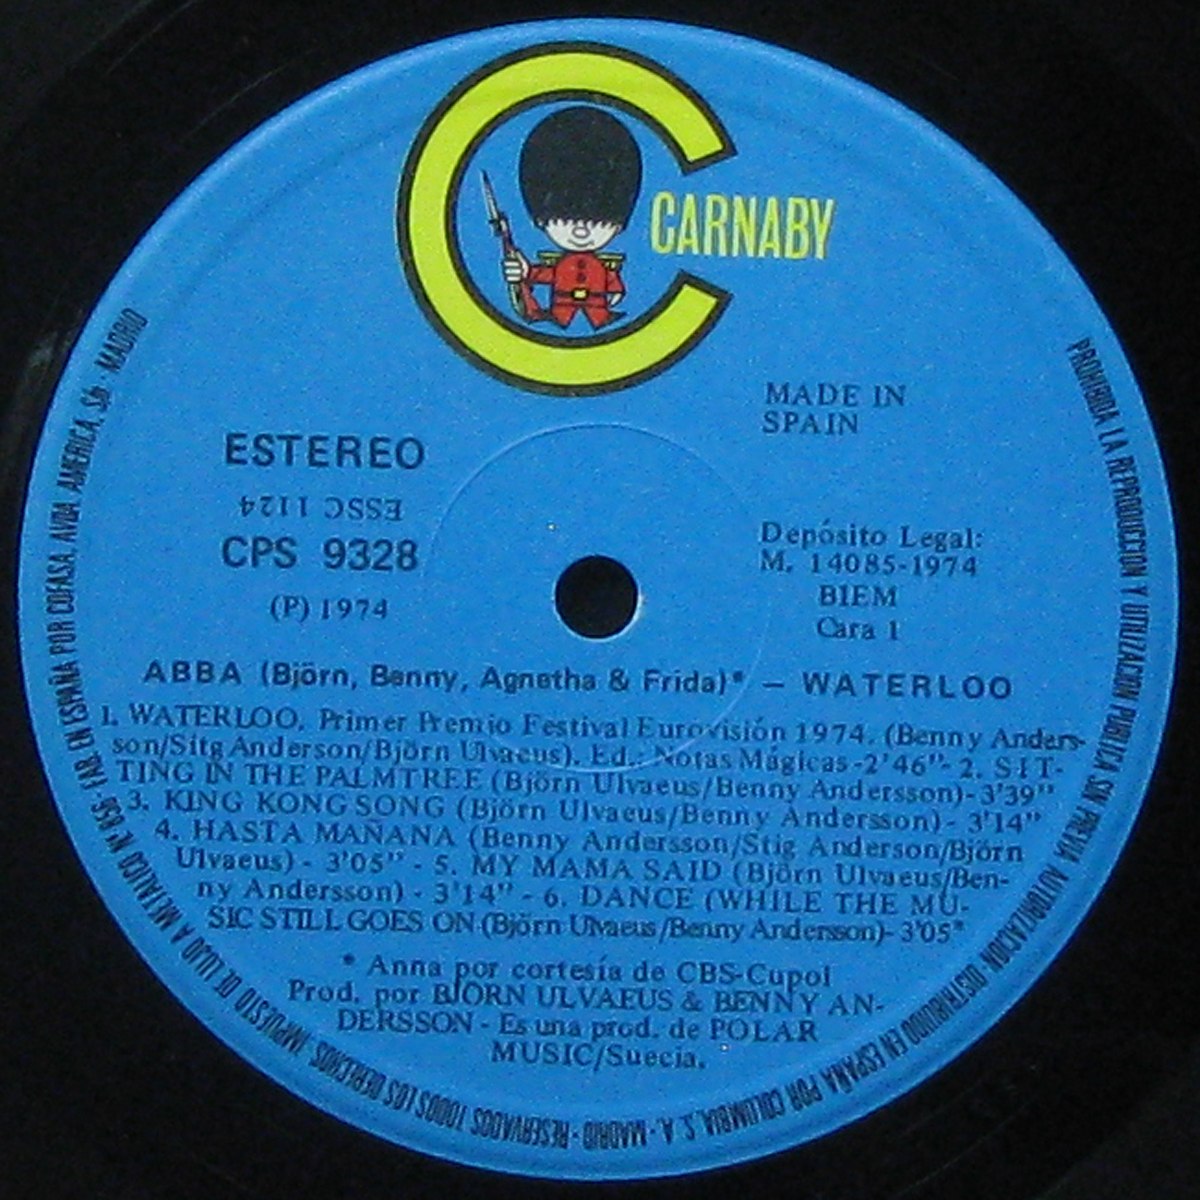 CARNABY
MADE IN
SPAIN
ESTEREO
ESSC 1124
CPS 9328
(P) 1974
Depósito Legal:
M. 14085-1974
BIEM
Cara 1
ABBA (Björn, Benny, Agnetha & Frida)* – WATERLOO
1. WATERLOO. Primer Premio Festival Eurovisión 1974. (Benny Anders-
son/Sitg Anderson/Björn Ulvaeus). Ed.: Notas Mágicas -2'46"- 2. SIT-
TING IN THE PALMTREE (Björn Ulvaeus/Benny Andersson)- 3'39"
3. KING KONG SONG (Björn Ulvaeus/Benny Andersson)- 3'14"
4. HASTA MAÑANA (Benny Andersson/Stig Anderson/Björn
Ulvaeus) - 3'05" - 5. MY MAMA SAID (Björn Ulvaeus/Ben-
ny Andersson) - 3'14" - 6. DANCE (WHILE THE MU-
SIC STILL GOES ON (Björn Ulvaeus/Benny Andersson)- 3'05"
* Anna por cortesía de CBS-Cupol
Prod. por BJORN ULVAEUS & BENNY AN-
DERSSON - Es una prod. de POLAR
MUSIC/Suecia.
PROHIBIDA LA REPRODUCCION Y UTILIZACION PUBLICA SIN PREVIA AUTORIZACION-DISTRIBUIDO EN ESPAÑA POR COLUMBIA, S. A. - MADRID - RESERVADOS TODOS LOS DERECHOS. IMPUESTO DE LUJO A METALICO Nº 656 FAB. EN ESPAÑA POR COFASA, AVDA. AMERICA, S/n MADRID